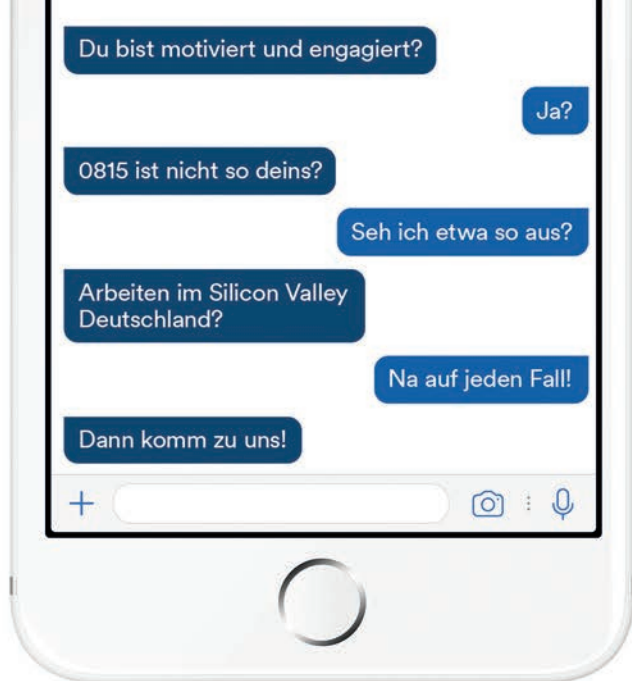 Du bist motiviert und engagiert?
Ja?
0815 ist nicht so deins?
Seh ich etwa so aus?
Arbeiten im Silicon Valley
Deutschland?
Na auf jeden Fall!
Dann komm zu uns!